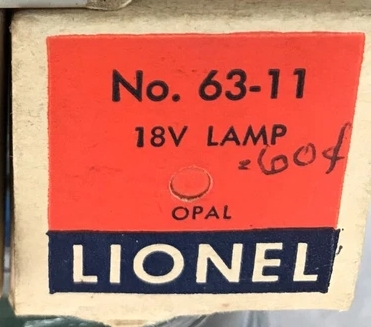 No. 63-11
18V LAMP
.60¢
OPAL
LIONEL